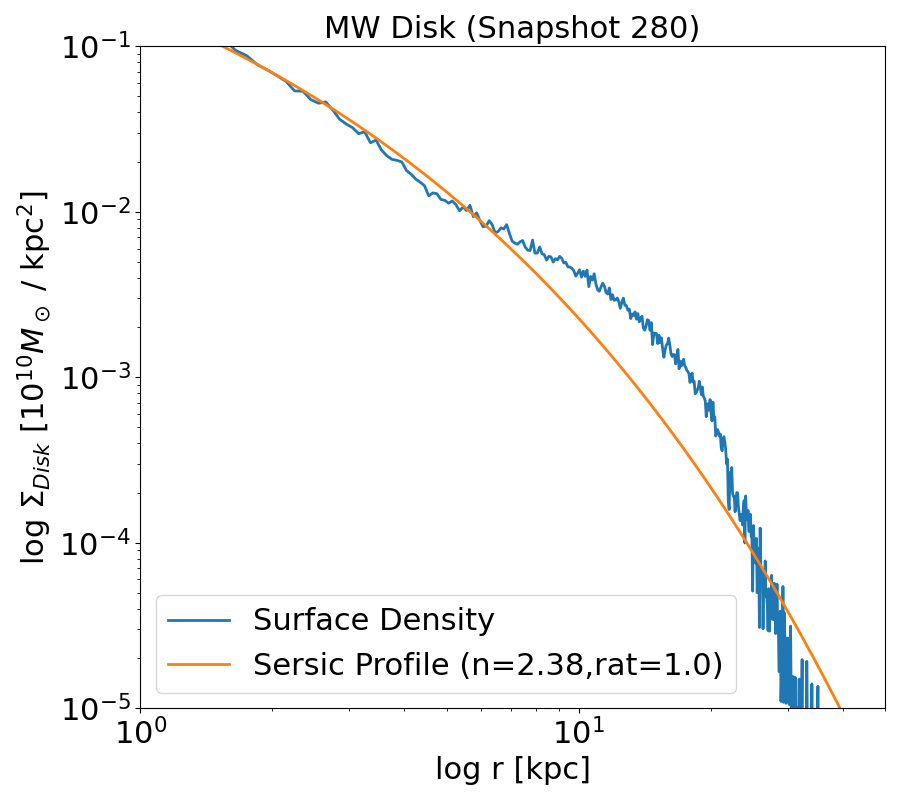 MW Disk (Snapshot 280)
10⁻¹
10⁻²
10⁻³
10⁻⁴
10⁻⁵
log Σ_Disk [10¹⁰M_⊙ / kpc²]
Surface Density
Sersic Profile (n=2.38,rat=1.0)
10⁰ 10¹
log r [kpc]